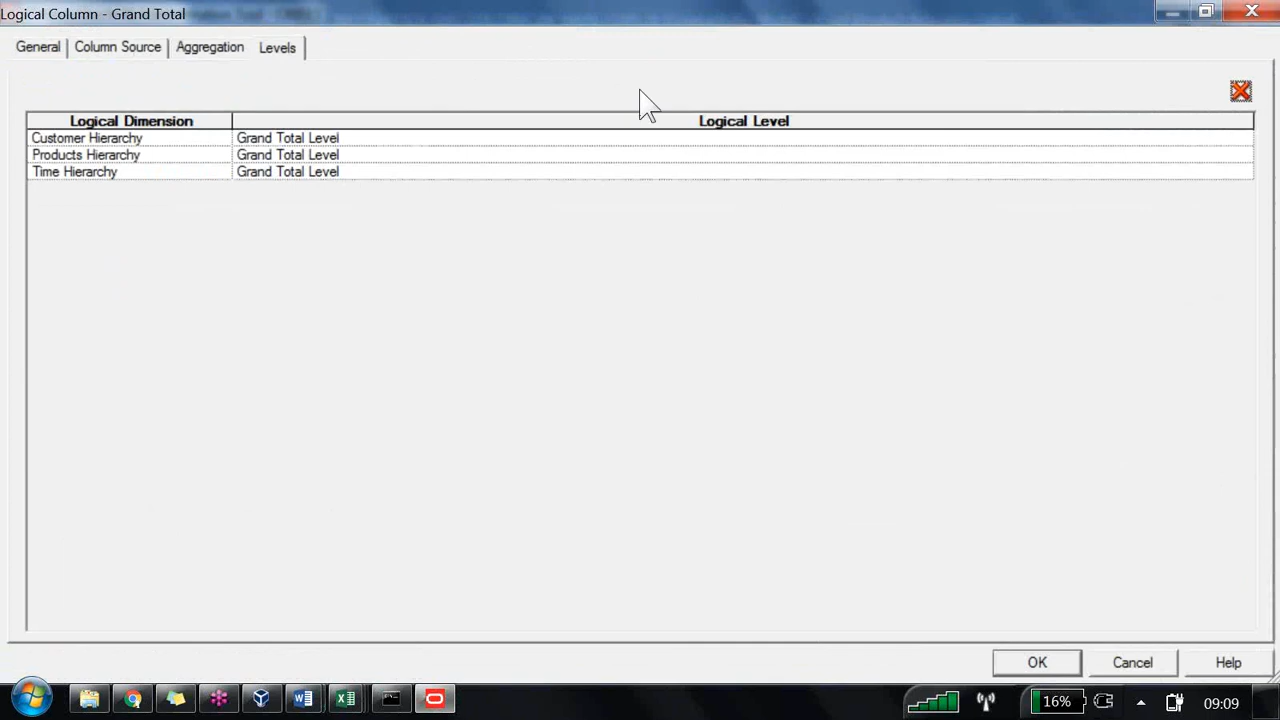 Logical Column - Grand Total
General Column Source Aggregation Levels
Logical Dimension Logical Level
Customer Hierarchy Grand Total Level
Products Hierarchy Grand Total Level
Time Hierarchy Grand Total Level
OK Cancel Help
16% 09:09